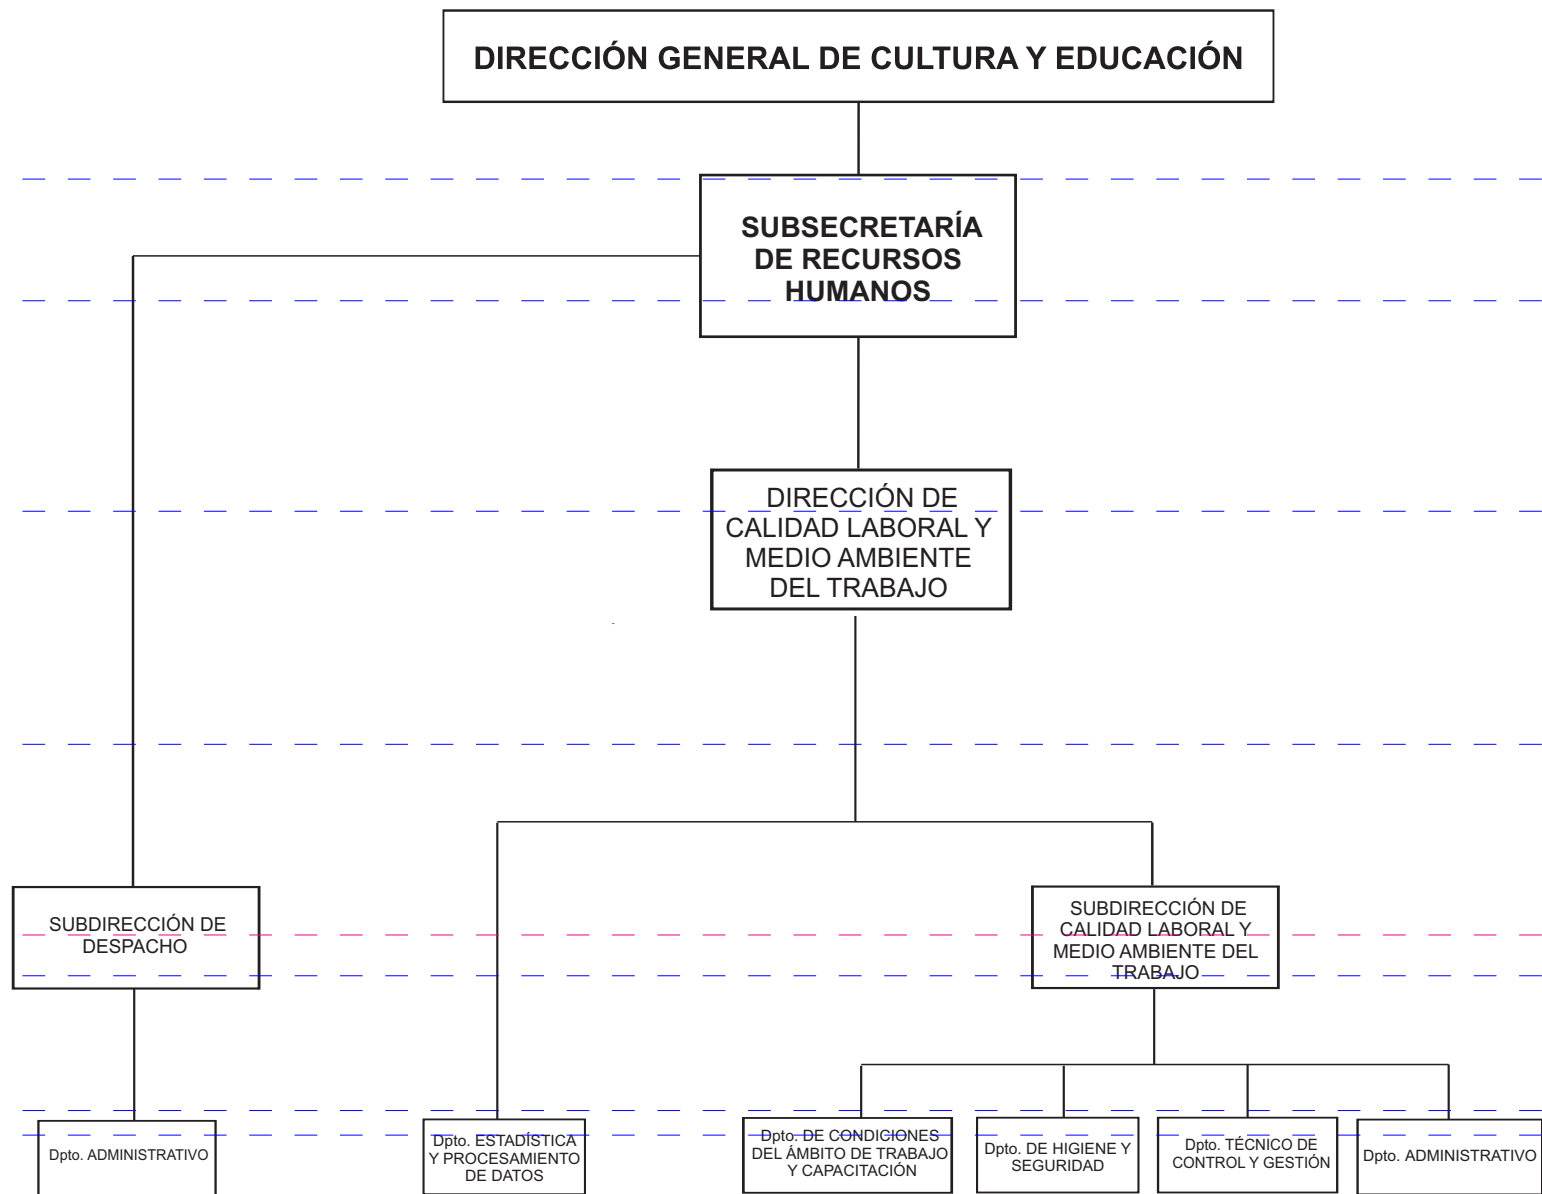 DIRECCIÓN GENERAL DE CULTURA Y EDUCACIÓN
SUBSECRETARÍA
DE RECURSOS
HUMANOS
DIRECCIÓN DE
CALIDAD LABORAL Y
MEDIO AMBIENTE
DEL TRABAJO
SUBDIRECCIÓN DE
DESPACHO
SUBDIRECCIÓN DE
CALIDAD LABORAL Y
MEDIO AMBIENTE DEL
TRABAJO
Dpto. ADMINISTRATIVO
Dpto. ESTADÍSTICA
Y PROCESAMIENTO
DE DATOS
Dpto. DE CONDICIONES
DEL ÁMBITO DE TRABAJO
Y CAPACITACIÓN
Dpto. DE HIGIENE Y
SEGURIDAD
Dpto. TÉCNICO DE
CONTROL Y GESTIÓN
Dpto. ADMINISTRATIVO